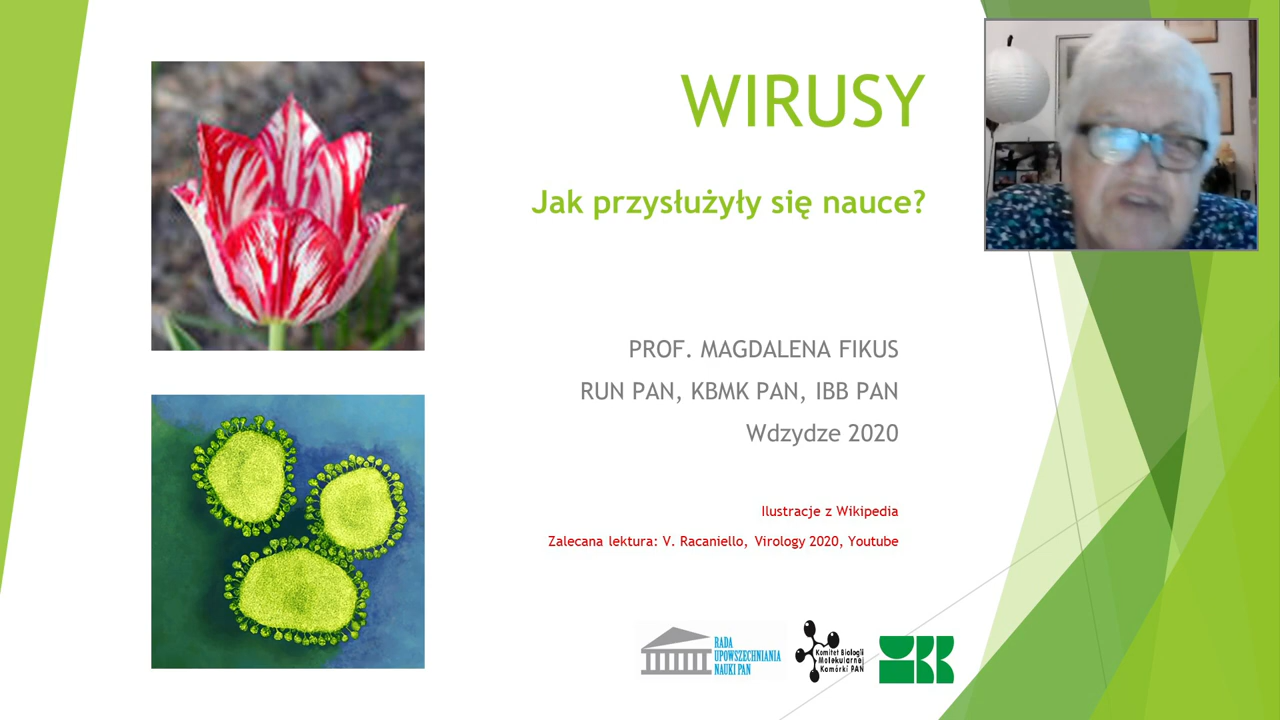 WIRUSY
Jak przysłużyły się nauce?
PROF. MAGDALENA FIKUS
RUN PAN, KBMK PAN, IBB PAN
Wdzydze 2020
Ilustracje z Wikipedia
Zalecana lektura: V. Racaniello, Virology 2020, Youtube
RADA
UPOWSZECHNIANIA
NAUKI PAN
Komitet Biologii
Molekularnej
Komórki PAN